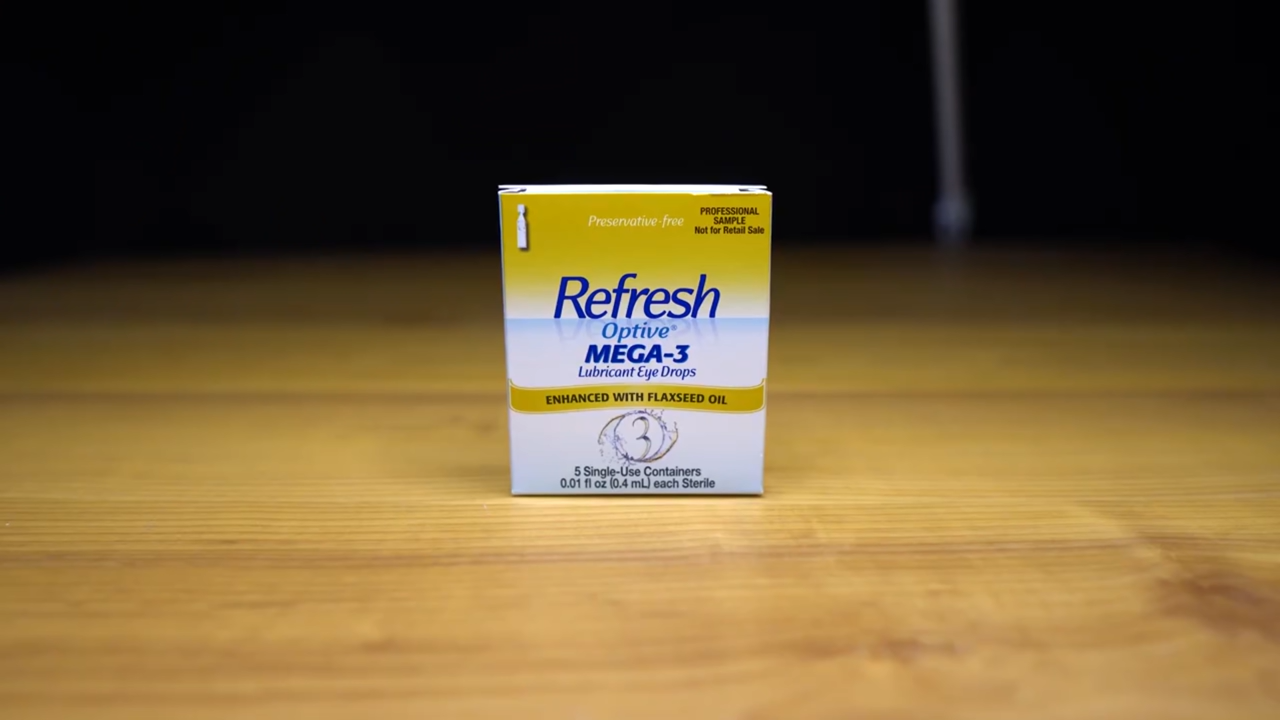 Preservative-free
PROFESSIONAL
SAMPLE
Not for Retail Sale
Refresh
Optive®
MEGA-3
Lubricant Eye Drops
ENHANCED WITH FLAXSEED OIL
3
5 Single-Use Containers
0.01 fl oz (0.4 mL) each Sterile